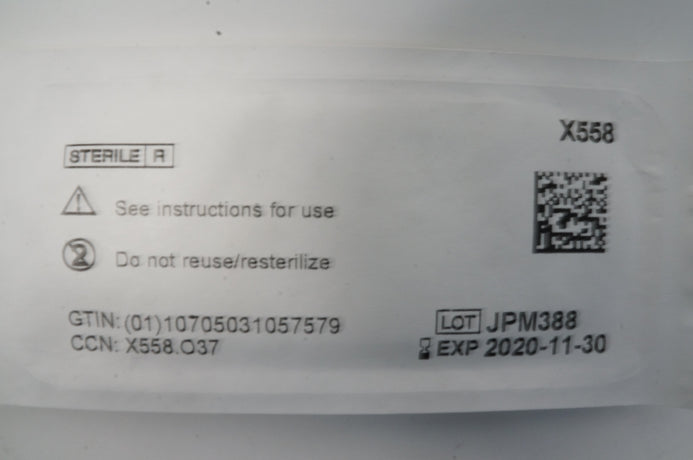 X558
STERILE R
See instructions for use
Do not reuse/resterilize
GTIN: (01)10705031057579
CCN: X558.O37
LOT JPM388
EXP 2020-11-30